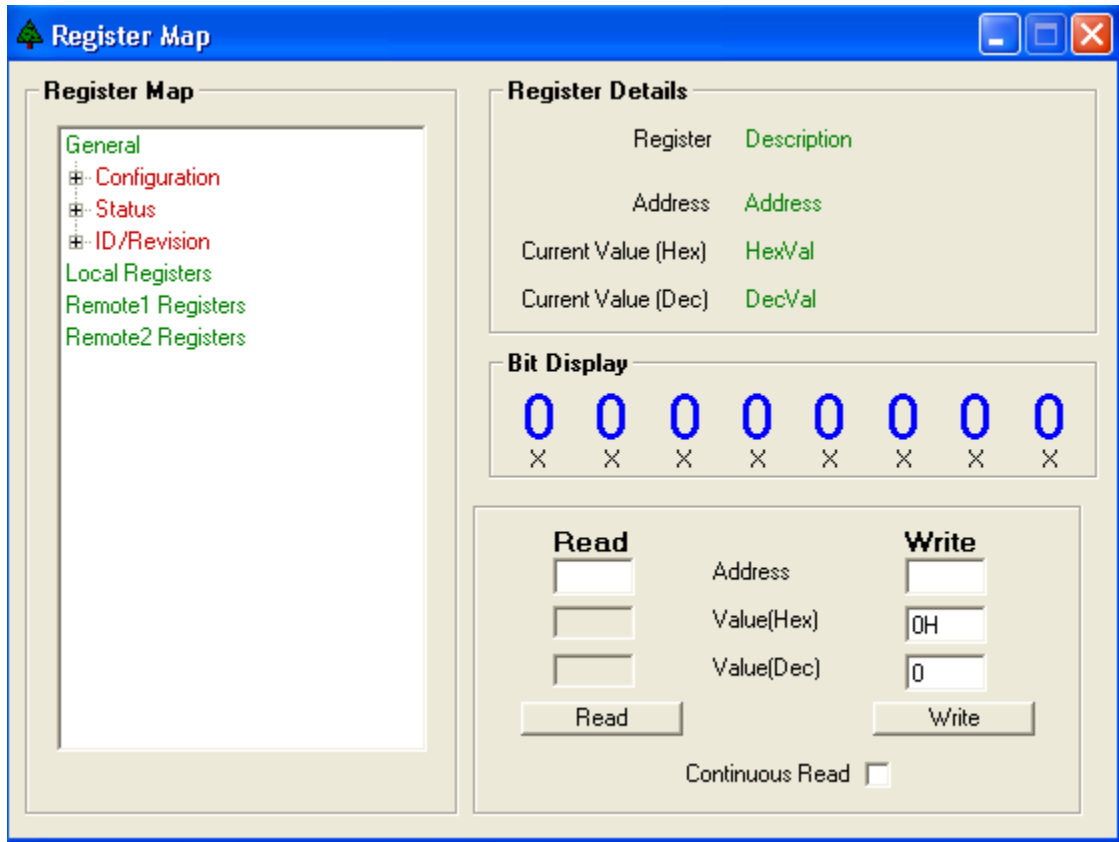 Register Map
Register Map
General
Configuration
Status
ID/Revision
Local Registers
Remote1 Registers
Remote2 Registers
Register Details
Register Description
Address Address
Current Value (Hex) HexVal
Current Value (Dec) DecVal
Bit Display
0 0 0 0 0 0 0 0
X X X X X X X X
Read Write
Address
Value(Hex) 0H
Value(Dec) 0
Read Write
Continuous Read